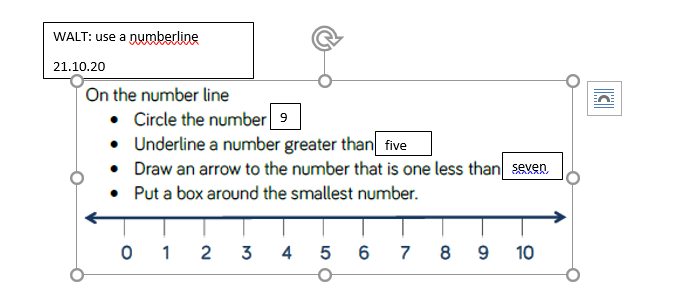 WALT: use a numberline
21.10.20
On the number line
• Circle the number 9
• Underline a number greater than five
• Draw an arrow to the number that is one less than seven
• Put a box around the smallest number.
0 1 2 3 4 5 6 7 8 9 10